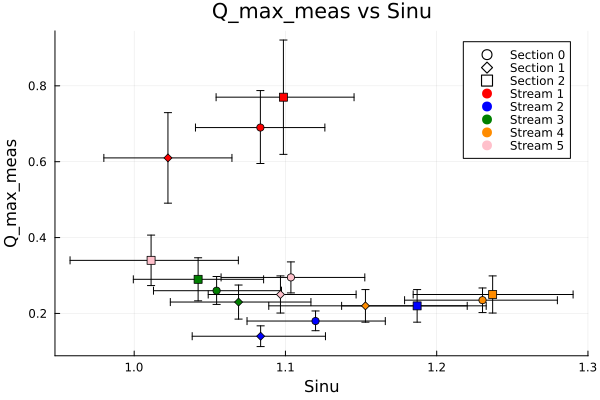 Q_max_meas vs Sinu
Q_max_meas
0.8
0.6
0.4
0.2
Section 0
Section 1
Section 2
Stream 1
Stream 2
Stream 3
Stream 4
Stream 5
1.0
1.1
1.2
1.3
Sinu